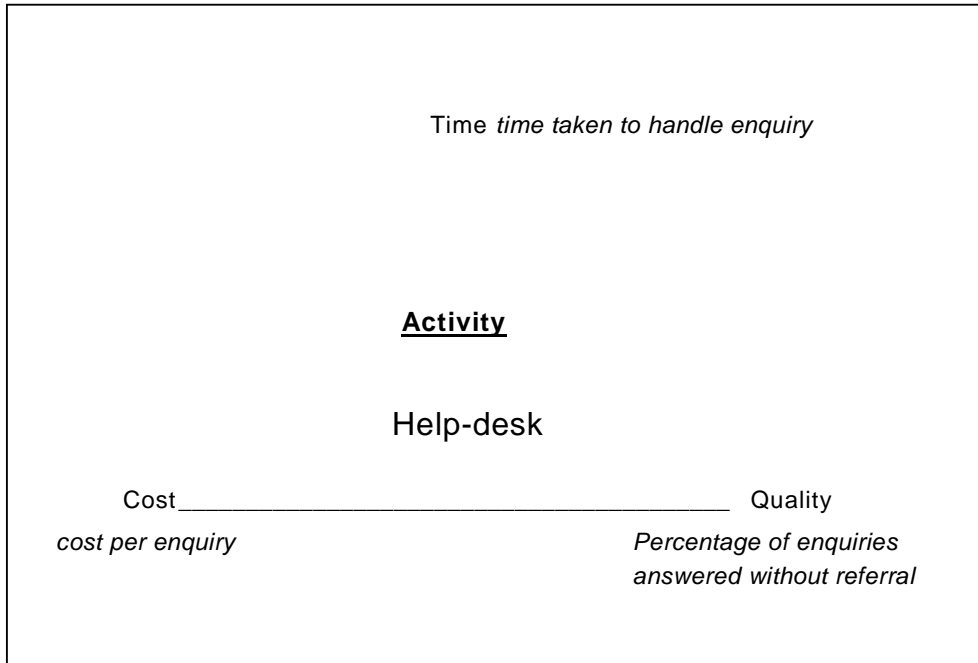 Time time taken to handle enquiry
Activity
Help-desk
Cost_________________________________________ Quality
cost per enquiry
Percentage of enquiries
answered without referral